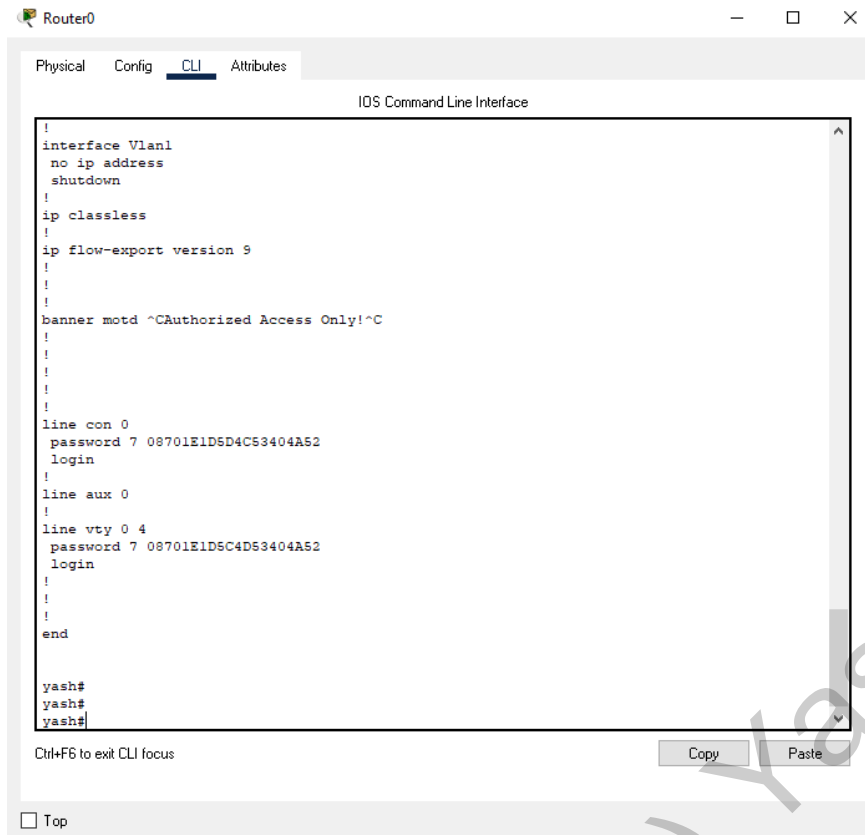 Router0
Physical Config CLI Attributes
IOS Command Line Interface
!
interface Vlan1
no ip address
shutdown
!
ip classless
!
ip flow-export version 9
!
!
!
banner motd ^CAuthorized Access Only!^C
!
!
!
!
!
line con 0
password 7 08701E1D5D4C53404A52
login
!
line aux 0
!
line vty 0 4
password 7 08701E1D5C4D53404A52
login
!
!
!
end
yash#
yash#
yash#
Ctrl+F6 to exit CLI focus
Copy Paste
Top